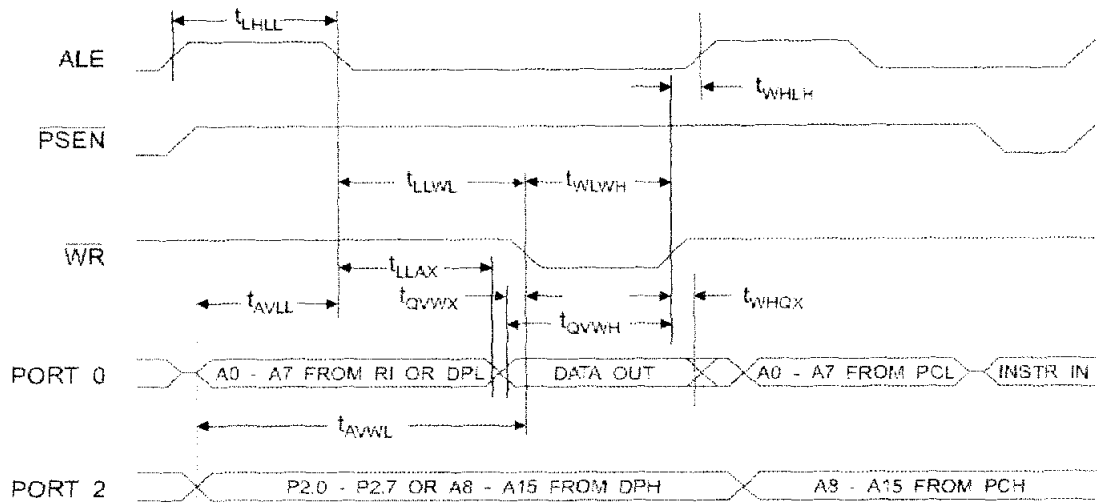 tLHLL
ALE
tWHLH
PSEN
tLLWL
tWLWH
WR
tLLAX
tQVWX
tWHQX
tAVLL
tQVWH
PORT 0
A0 - A7 FROM RI OR DPL
DATA OUT
A0 - A7 FROM PCL
INSTR IN
tAVWL
PORT 2
P2.0 - P2.7 OR A8 - A15 FROM DPH
A8 - A15 FROM PCH